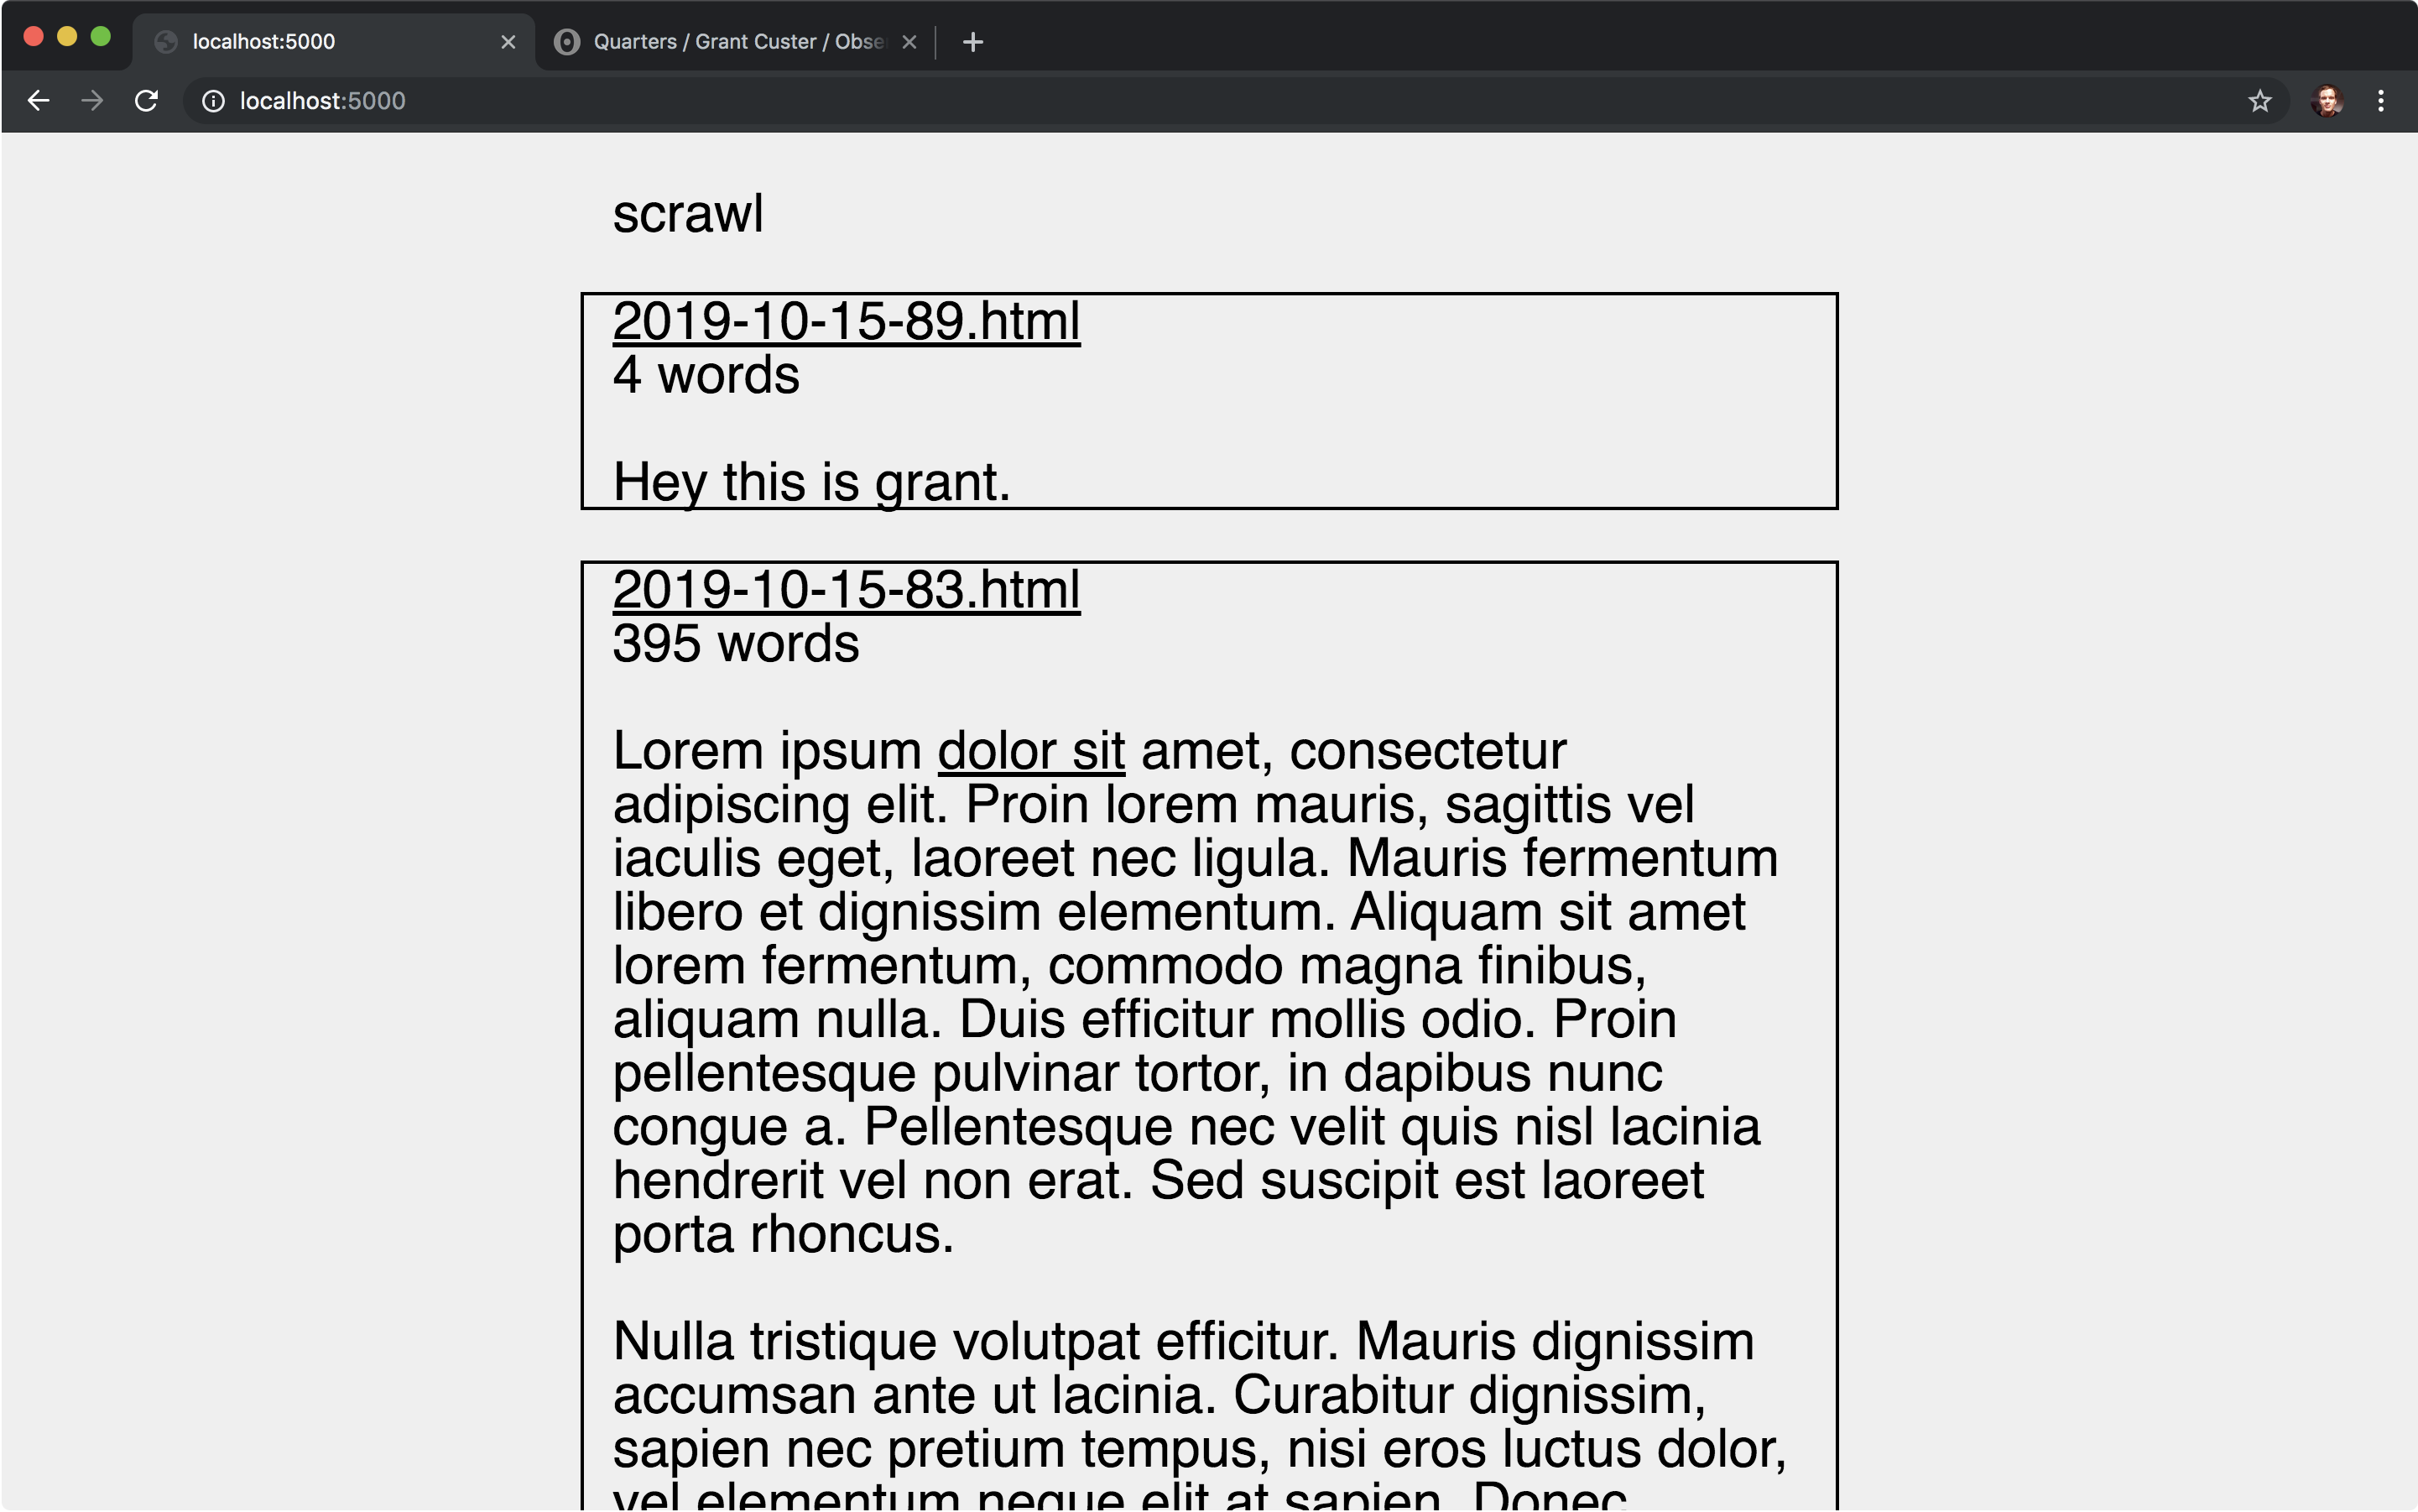 localhost:5000
Quarters / Grant Custer / Obse
localhost:5000
scrawl
2019-10-15-89.html
4 words
Hey this is grant.
2019-10-15-83.html
395 words
Lorem ipsum dolor sit amet, consectetur
adipiscing elit. Proin lorem mauris, sagittis vel
iaculis eget, laoreet nec ligula. Mauris fermentum
libero et dignissim elementum. Aliquam sit amet
lorem fermentum, commodo magna finibus,
aliquam nulla. Duis efficitur mollis odio. Proin
pellentesque pulvinar tortor, in dapibus nunc
congue a. Pellentesque nec velit quis nisl lacinia
hendrerit vel non erat. Sed suscipit est laoreet
porta rhoncus.
Nulla tristique volutpat efficitur. Mauris dignissim
accumsan ante ut lacinia. Curabitur dignissim,
sapien nec pretium tempus, nisi eros luctus dolor,
vel elementum neque elit at sapien. Donec